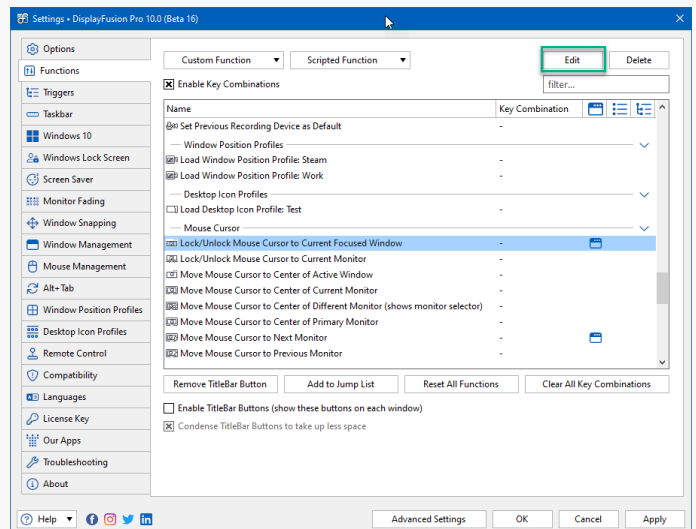 Settings • DisplayFusion Pro 10.0 (Beta 16)
Options
Functions
Triggers
Taskbar
Windows 10
Windows Lock Screen
Screen Saver
Monitor Fading
Window Snapping
Window Management
Mouse Management
Alt+Tab
Window Position Profiles
Desktop Icon Profiles
Remote Control
Compatibility
Languages
License Key
Our Apps
Troubleshooting
About
Custom Function
Scripted Function
Edit
Delete
Enable Key Combinations
filter...
Name
Key Combination
Set Previous Recording Device as Default -
Window Position Profiles
Load Window Position Profile: Steam -
Load Window Position Profile: Work -
Desktop Icon Profiles
Load Desktop Icon Profile: Test -
Mouse Cursor
Lock/Unlock Mouse Cursor to Current Focused Window -
Lock/Unlock Mouse Cursor to Current Monitor -
Move Mouse Cursor to Center of Active Window -
Move Mouse Cursor to Center of Current Monitor -
Move Mouse Cursor to Center of Different Monitor (shows monitor selector) -
Move Mouse Cursor to Center of Primary Monitor -
Move Mouse Cursor to Next Monitor -
Move Mouse Cursor to Previous Monitor -
Remove TitleBar Button
Add to Jump List
Reset All Functions
Clear All Key Combinations
Enable TitleBar Buttons (show these buttons on each window)
Condense TitleBar Buttons to take up less space
Help
Advanced Settings
OK
Cancel
Apply